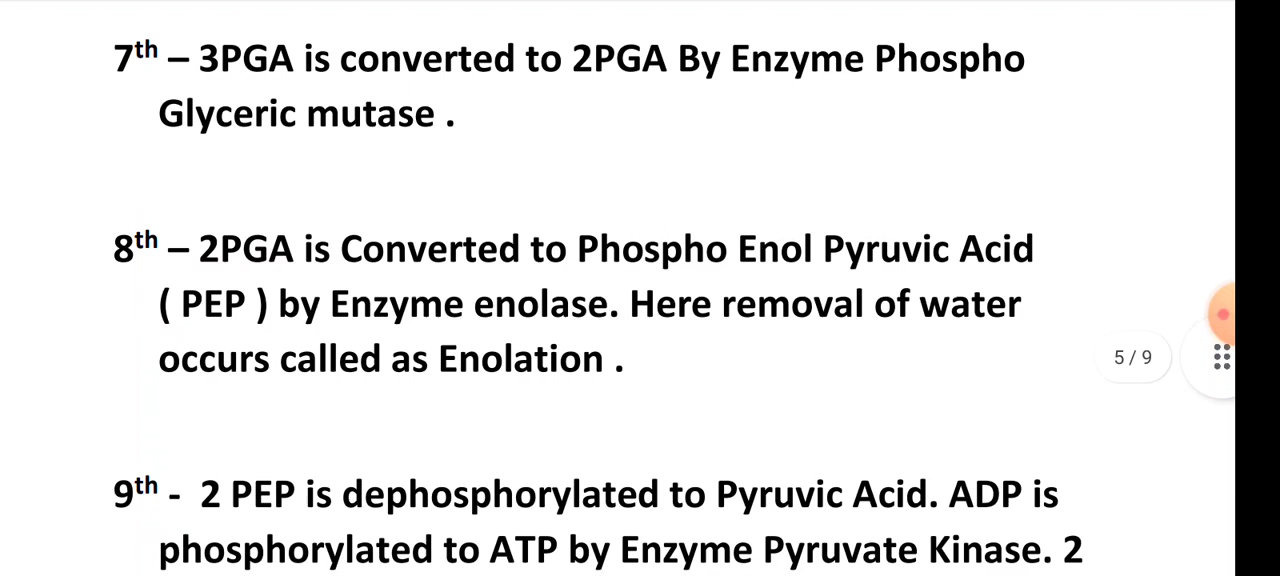 7th – 3PGA is converted to 2PGA By Enzyme Phospho
Glyceric mutase .
8th – 2PGA is Converted to Phospho Enol Pyruvic Acid
( PEP ) by Enzyme enolase. Here removal of water
occurs called as Enolation .
5 / 9
9th - 2 PEP is dephosphorylated to Pyruvic Acid. ADP is
phosphorylated to ATP by Enzyme Pyruvate Kinase. 2